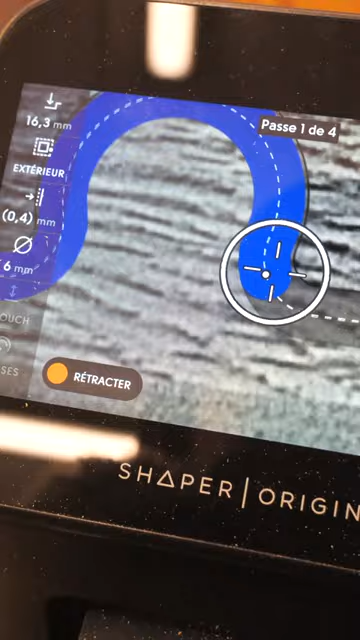 Passe 1 de 4
16,3 mm
EXTÉRIEUR
(0,4) mm
6 mm
RÉTRACTER
SHAPER | ORIGIN